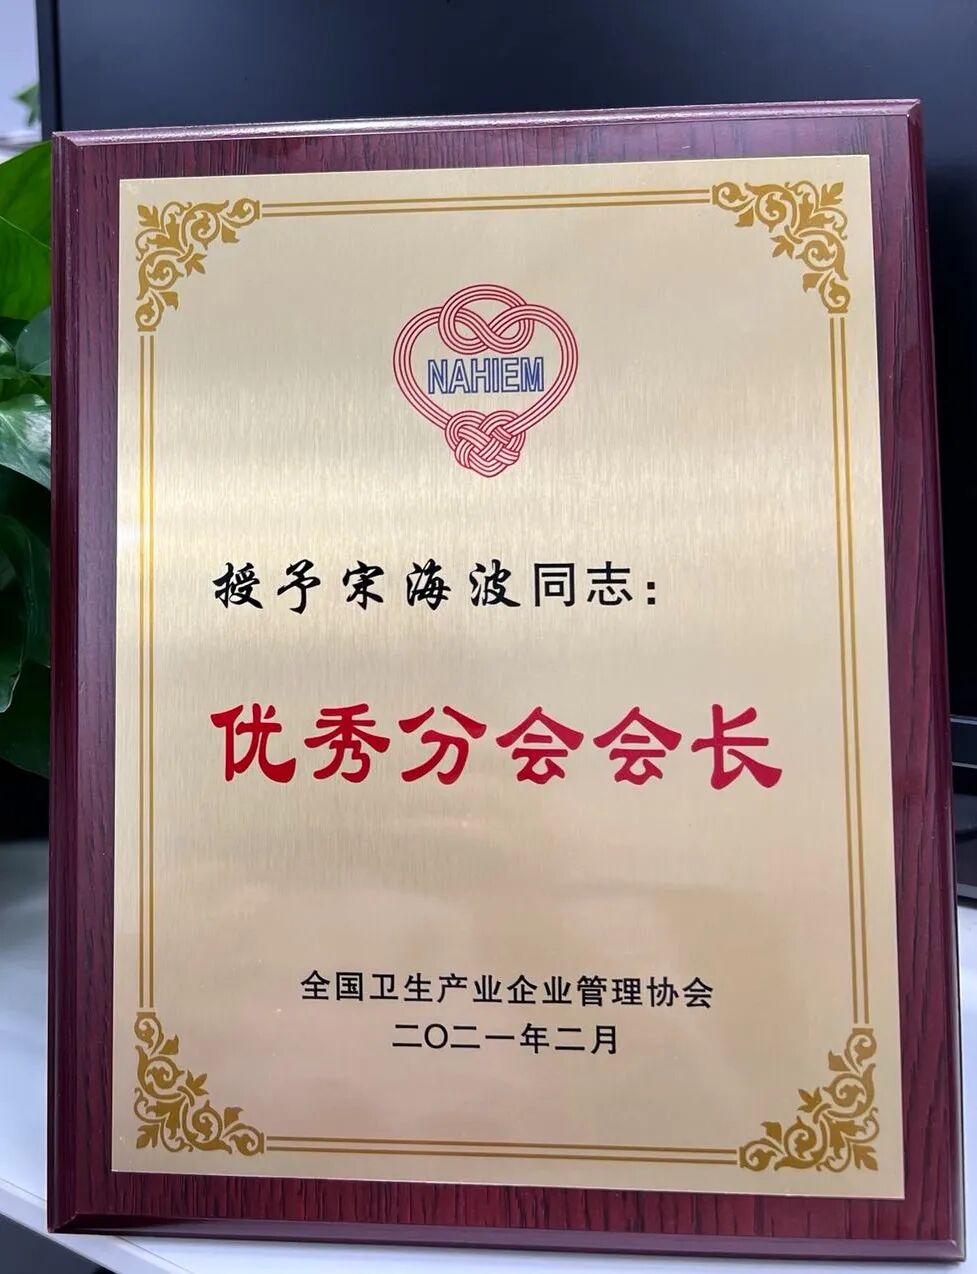 NAHIEM
授予宋海波同志：
优秀分会会长
全国卫生产业企业管理协会
二〇二一年二月